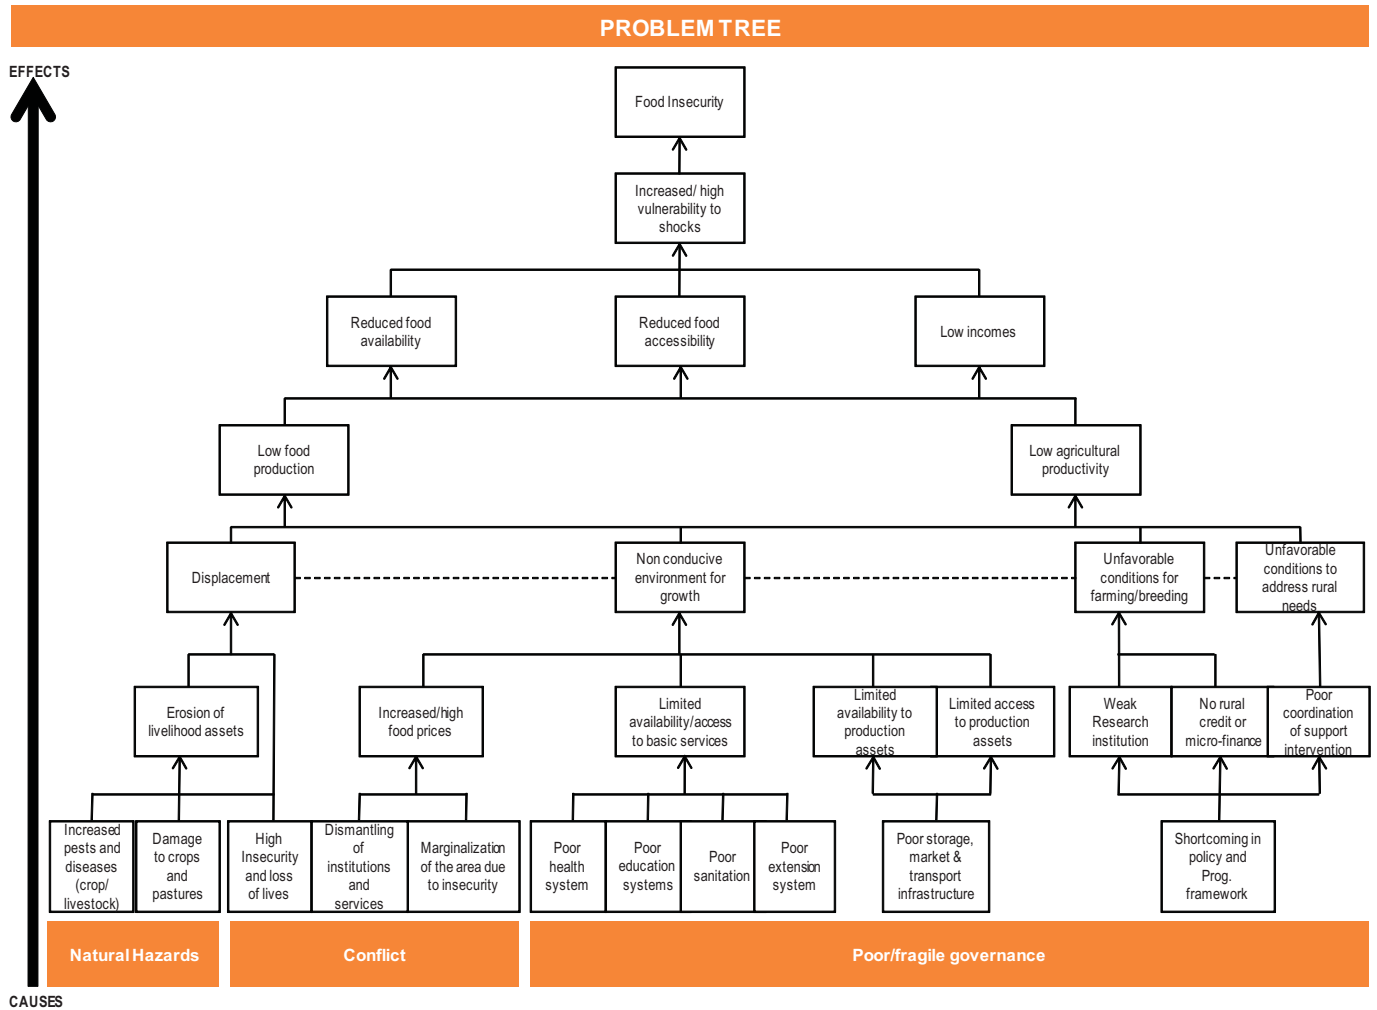 PROBLEM TREE
EFFECTS
Food Insecurity
Increased/ high
vulnerability to
shocks
Reduced food
availability
Reduced food
accessibility
Low incomes
Low food
production
Low agricultural
productivity
Displacement
Non conducive
environment for
growth
Unfavorable
conditions for
farming/breeding
Unfavorable
conditions to
address rural
needs
Erosion of
livelihood assets
Increased/high
food prices
Limited
availability/access
to basic services
Limited
availability to
production
assets
Limited access
to production
assets
Weak
Research
institution
No rural
credit or
micro-finance
Poor
coordination
of support
intervention
Increased
pests and
diseases
(crop/
livestock)
Damage
to crops
and
pastures
High
Insecurity
and loss
of lives
Dismantling
of
institutions
and
services
Marginalization
of the area due
to insecurity
Poor
health
system
Poor
education
systems
Poor
sanitation
Poor
extension
system
Poor storage,
market &
transport
infrastructure
Shortcoming in
policy and
Prog.
framework
Natural Hazards
Conflict
Poor/fragile governance
CAUSES